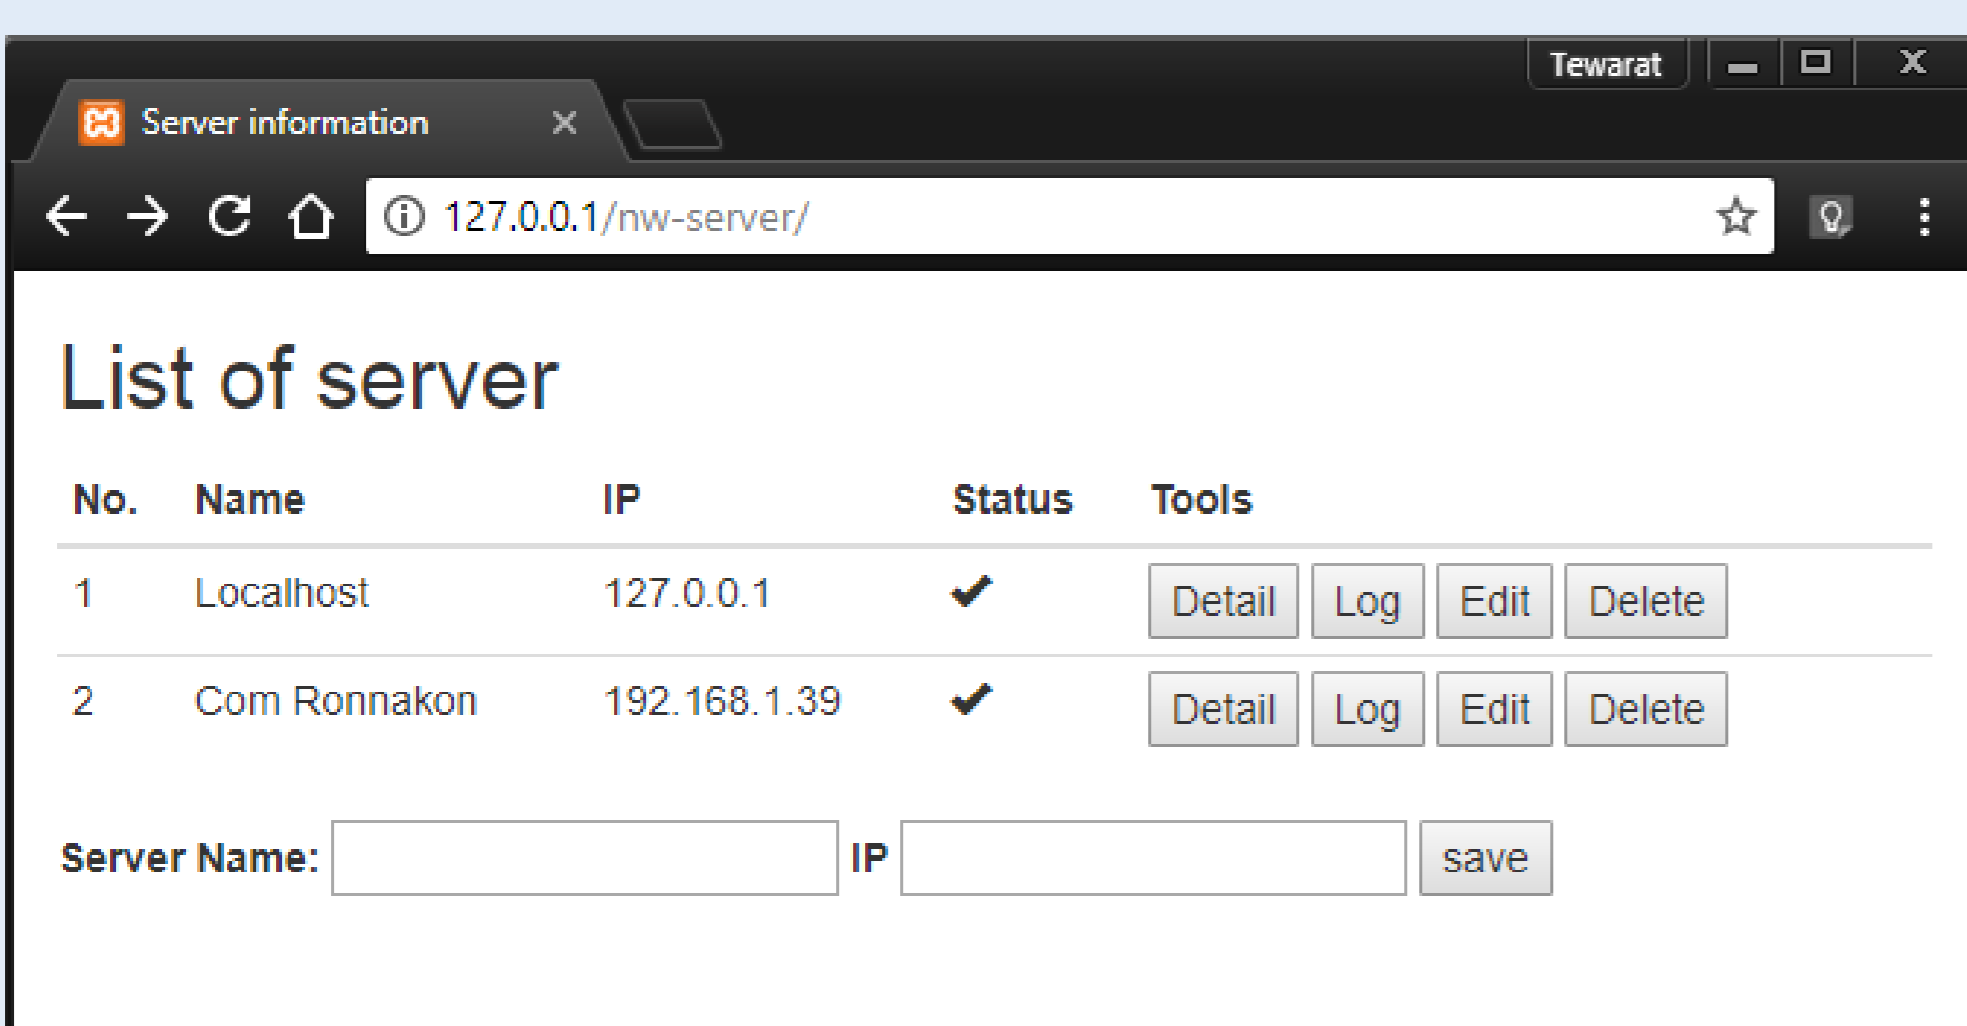 Tewarat
Server information
127.0.0.1/nw-server/
List of server
No. Name IP Status Tools
1 Localhost 127.0.0.1 Detail Log Edit Delete
2 Com Ronnakon 192.168.1.39 Detail Log Edit Delete
Server Name: IP save